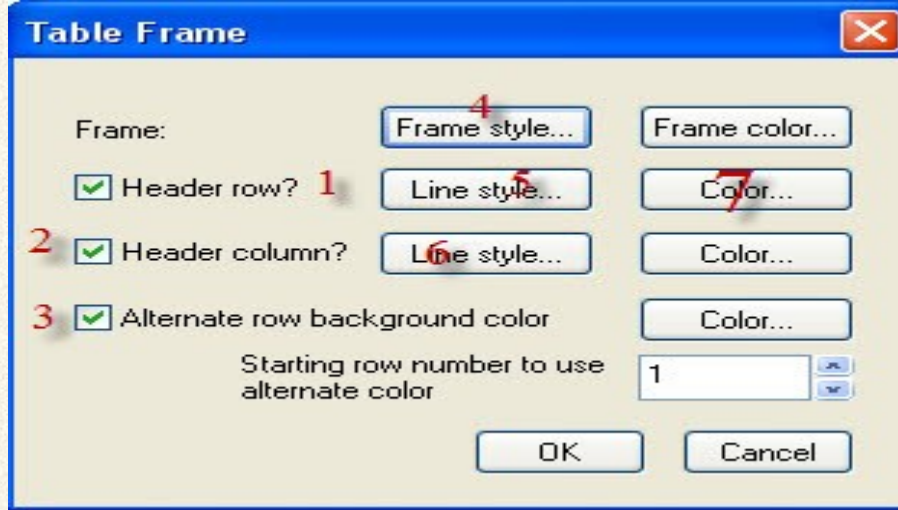 Table Frame
Frame: Frame style... Frame color...
4
Header row? 1 Line style... 5 Color... 7
2 Header column? Line style... 6 Color...
3 Alternate row background color Color...
Starting row number to use 1
alternate color
OK Cancel